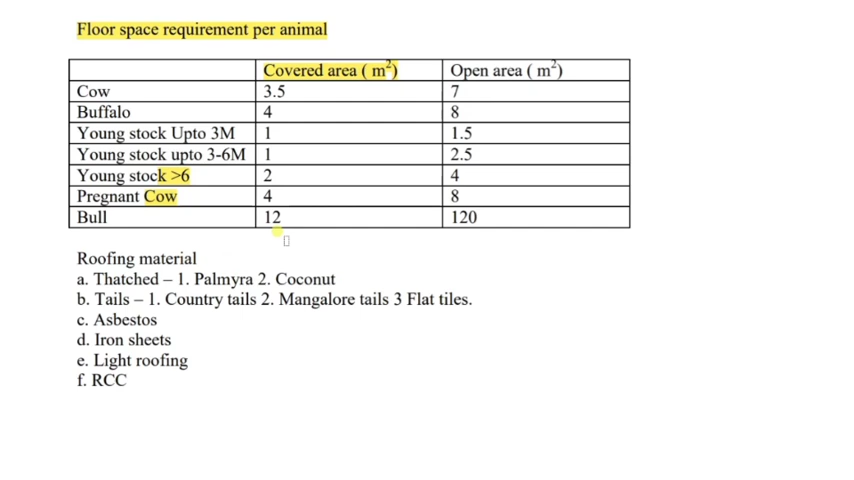 Floor space requirement per animal
Covered area ( m²) Open area ( m²)
Cow 3.5 7
Buffalo 4 8
Young stock Upto 3M 1 1.5
Young stock upto 3-6M 1 2.5
Young stock >6 2 4
Pregnant Cow 4 8
Bull 12 120
Roofing material
a. Thatched – 1. Palmyra 2. Coconut
b. Tails – 1. Country tails 2. Mangalore tails 3 Flat tiles.
c. Asbestos
d. Iron sheets
e. Light roofing
f. RCC